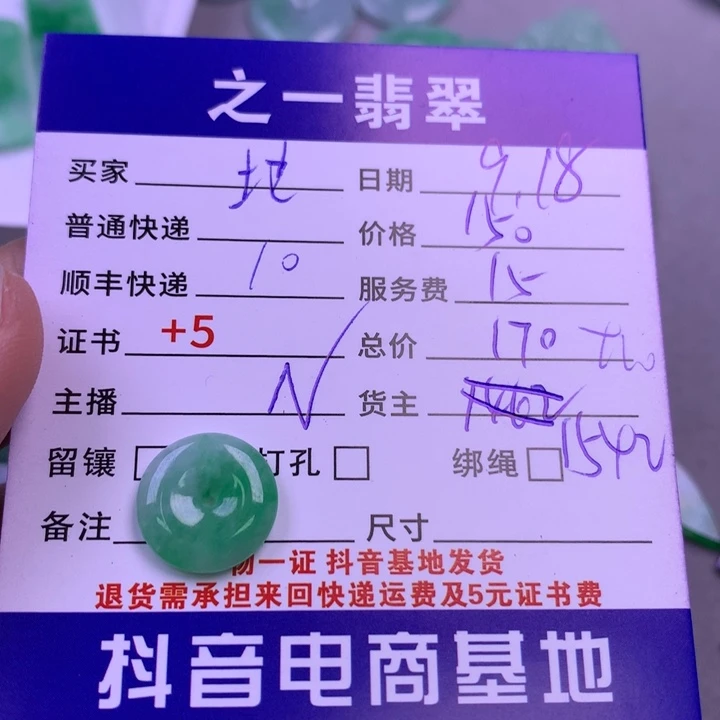 之一翡翠
买家 地 日期 9.18
普通快递 价格 150
顺丰快递 10 服务费 15
证书 +5 总价 170
主播 N 货主 1542
留镶 打孔 绑绳
备注 尺寸
物一证 抖音基地发货
退货需承担来回快递运费及5元证书费
抖音电商基地